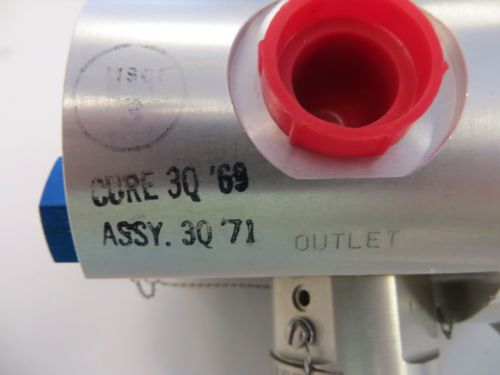 CURE 3Q '69
ASSY. 3Q '71
OUTLET